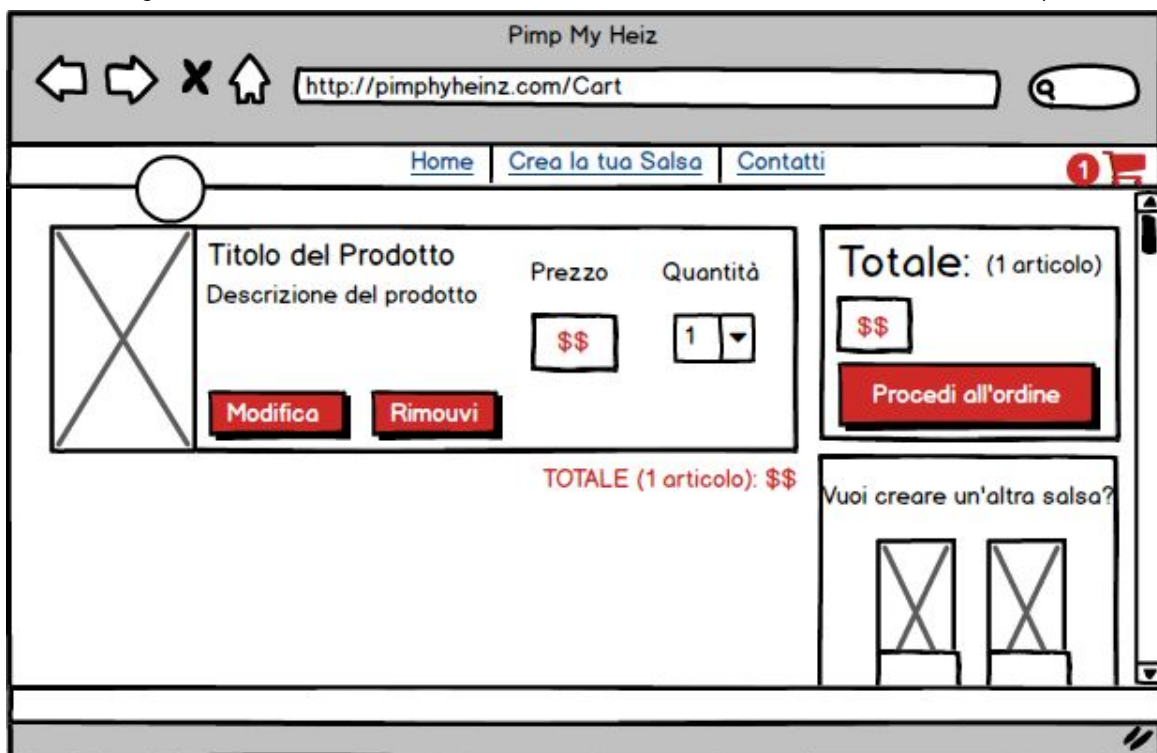 Pimp My Heiz
http://pimphyheinz.com/Cart
Home
Crea la tua Salsa
Contatti
1
Titolo del Prodotto
Descrizione del prodotto
Prezzo
Quantità
$$
1
Modifica
Rimouvi
TOTALE (1 articolo): $$
Totale: (1 articolo)
$$
Procedi all'ordine
Vuoi creare un'altra salsa?